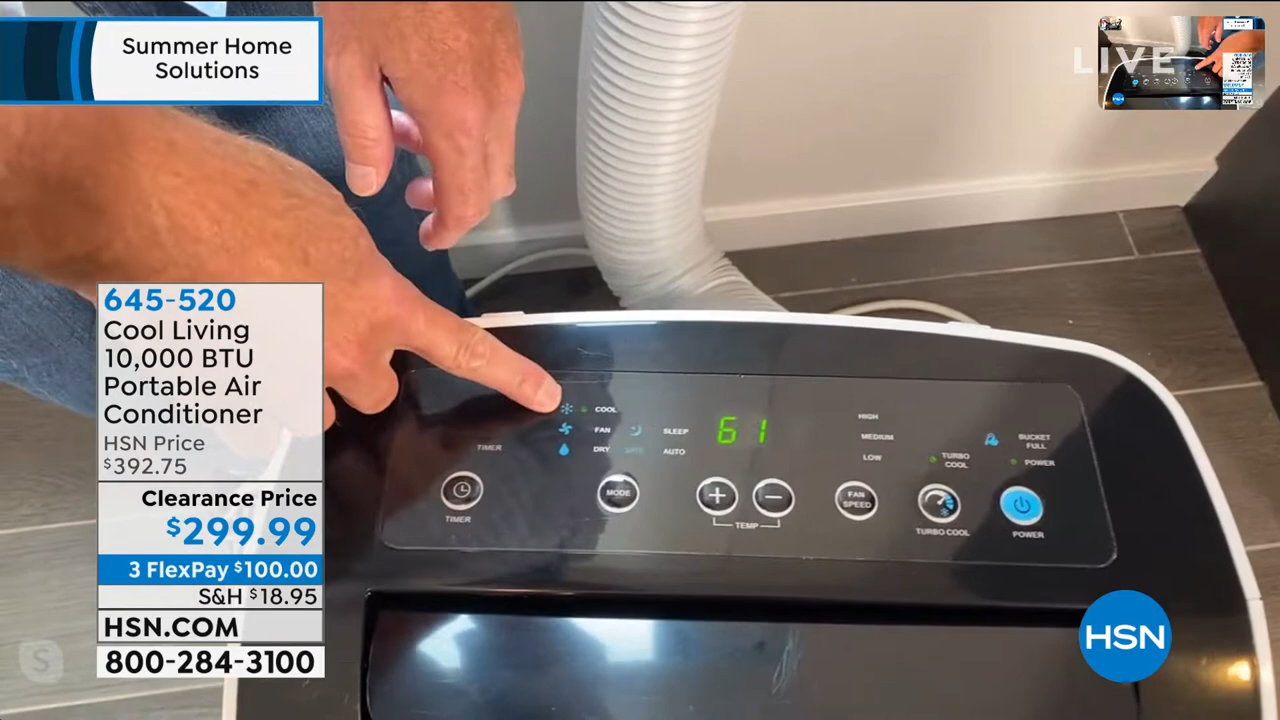 Summer Home
Solutions
LIVE
645-520
Cool Living
10,000 BTU
Portable Air
Conditioner
HSN Price
$392.75
Clearance Price
$299.99
3 FlexPay $100.00
S&H $18.95
HSN.COM
800-284-3100
COOL
FAN
DRY
SLEEP
AUTO
TIMER
TIMER
MODE
61
TEMP
HIGH
MEDIUM
LOW
FAN
SPEED
TURBO
COOL
TURBO COOL
BUCKET
FULL
POWER
POWER
HSN
S